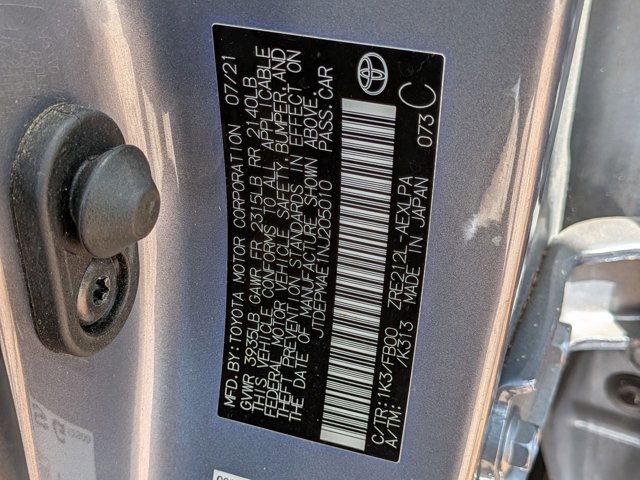 MFD. BY: TOYOTA MOTOR CORPORATION 07/21
GVWR 3935LB GAWR FR 2315LB RR 2140LB
THIS VEHICLE CONFORMS TO ALL APPLICABLE
FEDERAL MOTOR VEHICLE SAFETY, BUMPER, AND
THEFT PREVENTION STANDARDS IN EFFECT ON
THE DATE OF MANUFACTURE SHOWN ABOVE.
JTDEPMAE1NJ205010 PASS. CAR
C/TR: 1K3/FB00 ZRE212L-AEXLPA
A/TM: /K313 MADE IN JAPAN 073 C